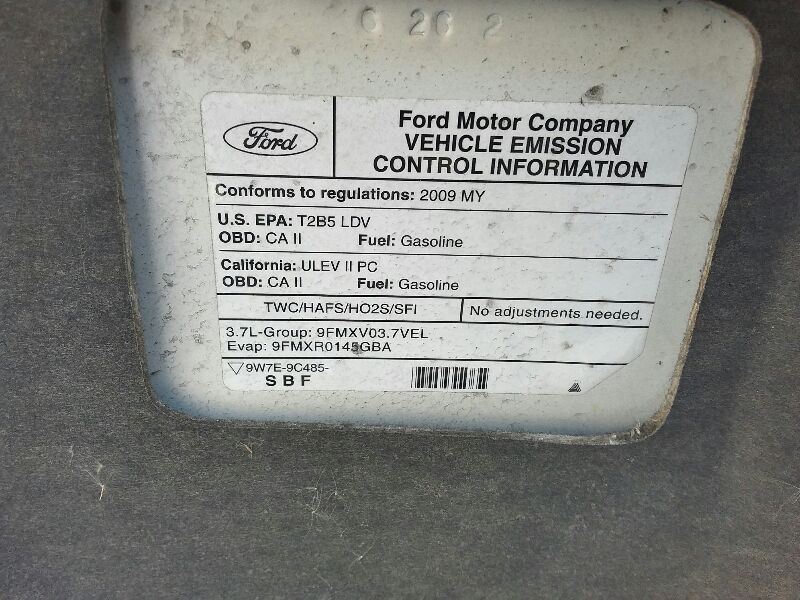 6 26 2
Ford
Ford Motor Company
VEHICLE EMISSION
CONTROL INFORMATION
Conforms to regulations: 2009 MY
U.S. EPA: T2B5 LDV
OBD: CA II Fuel: Gasoline
California: ULEV II PC
OBD: CA II Fuel: Gasoline
TWC/HAFS/HO2S/SFI No adjustments needed.
3.7L-Group: 9FMXV03.7VEL
Evap: 9FMXR0145GBA
9W7E-9C485-
SBF